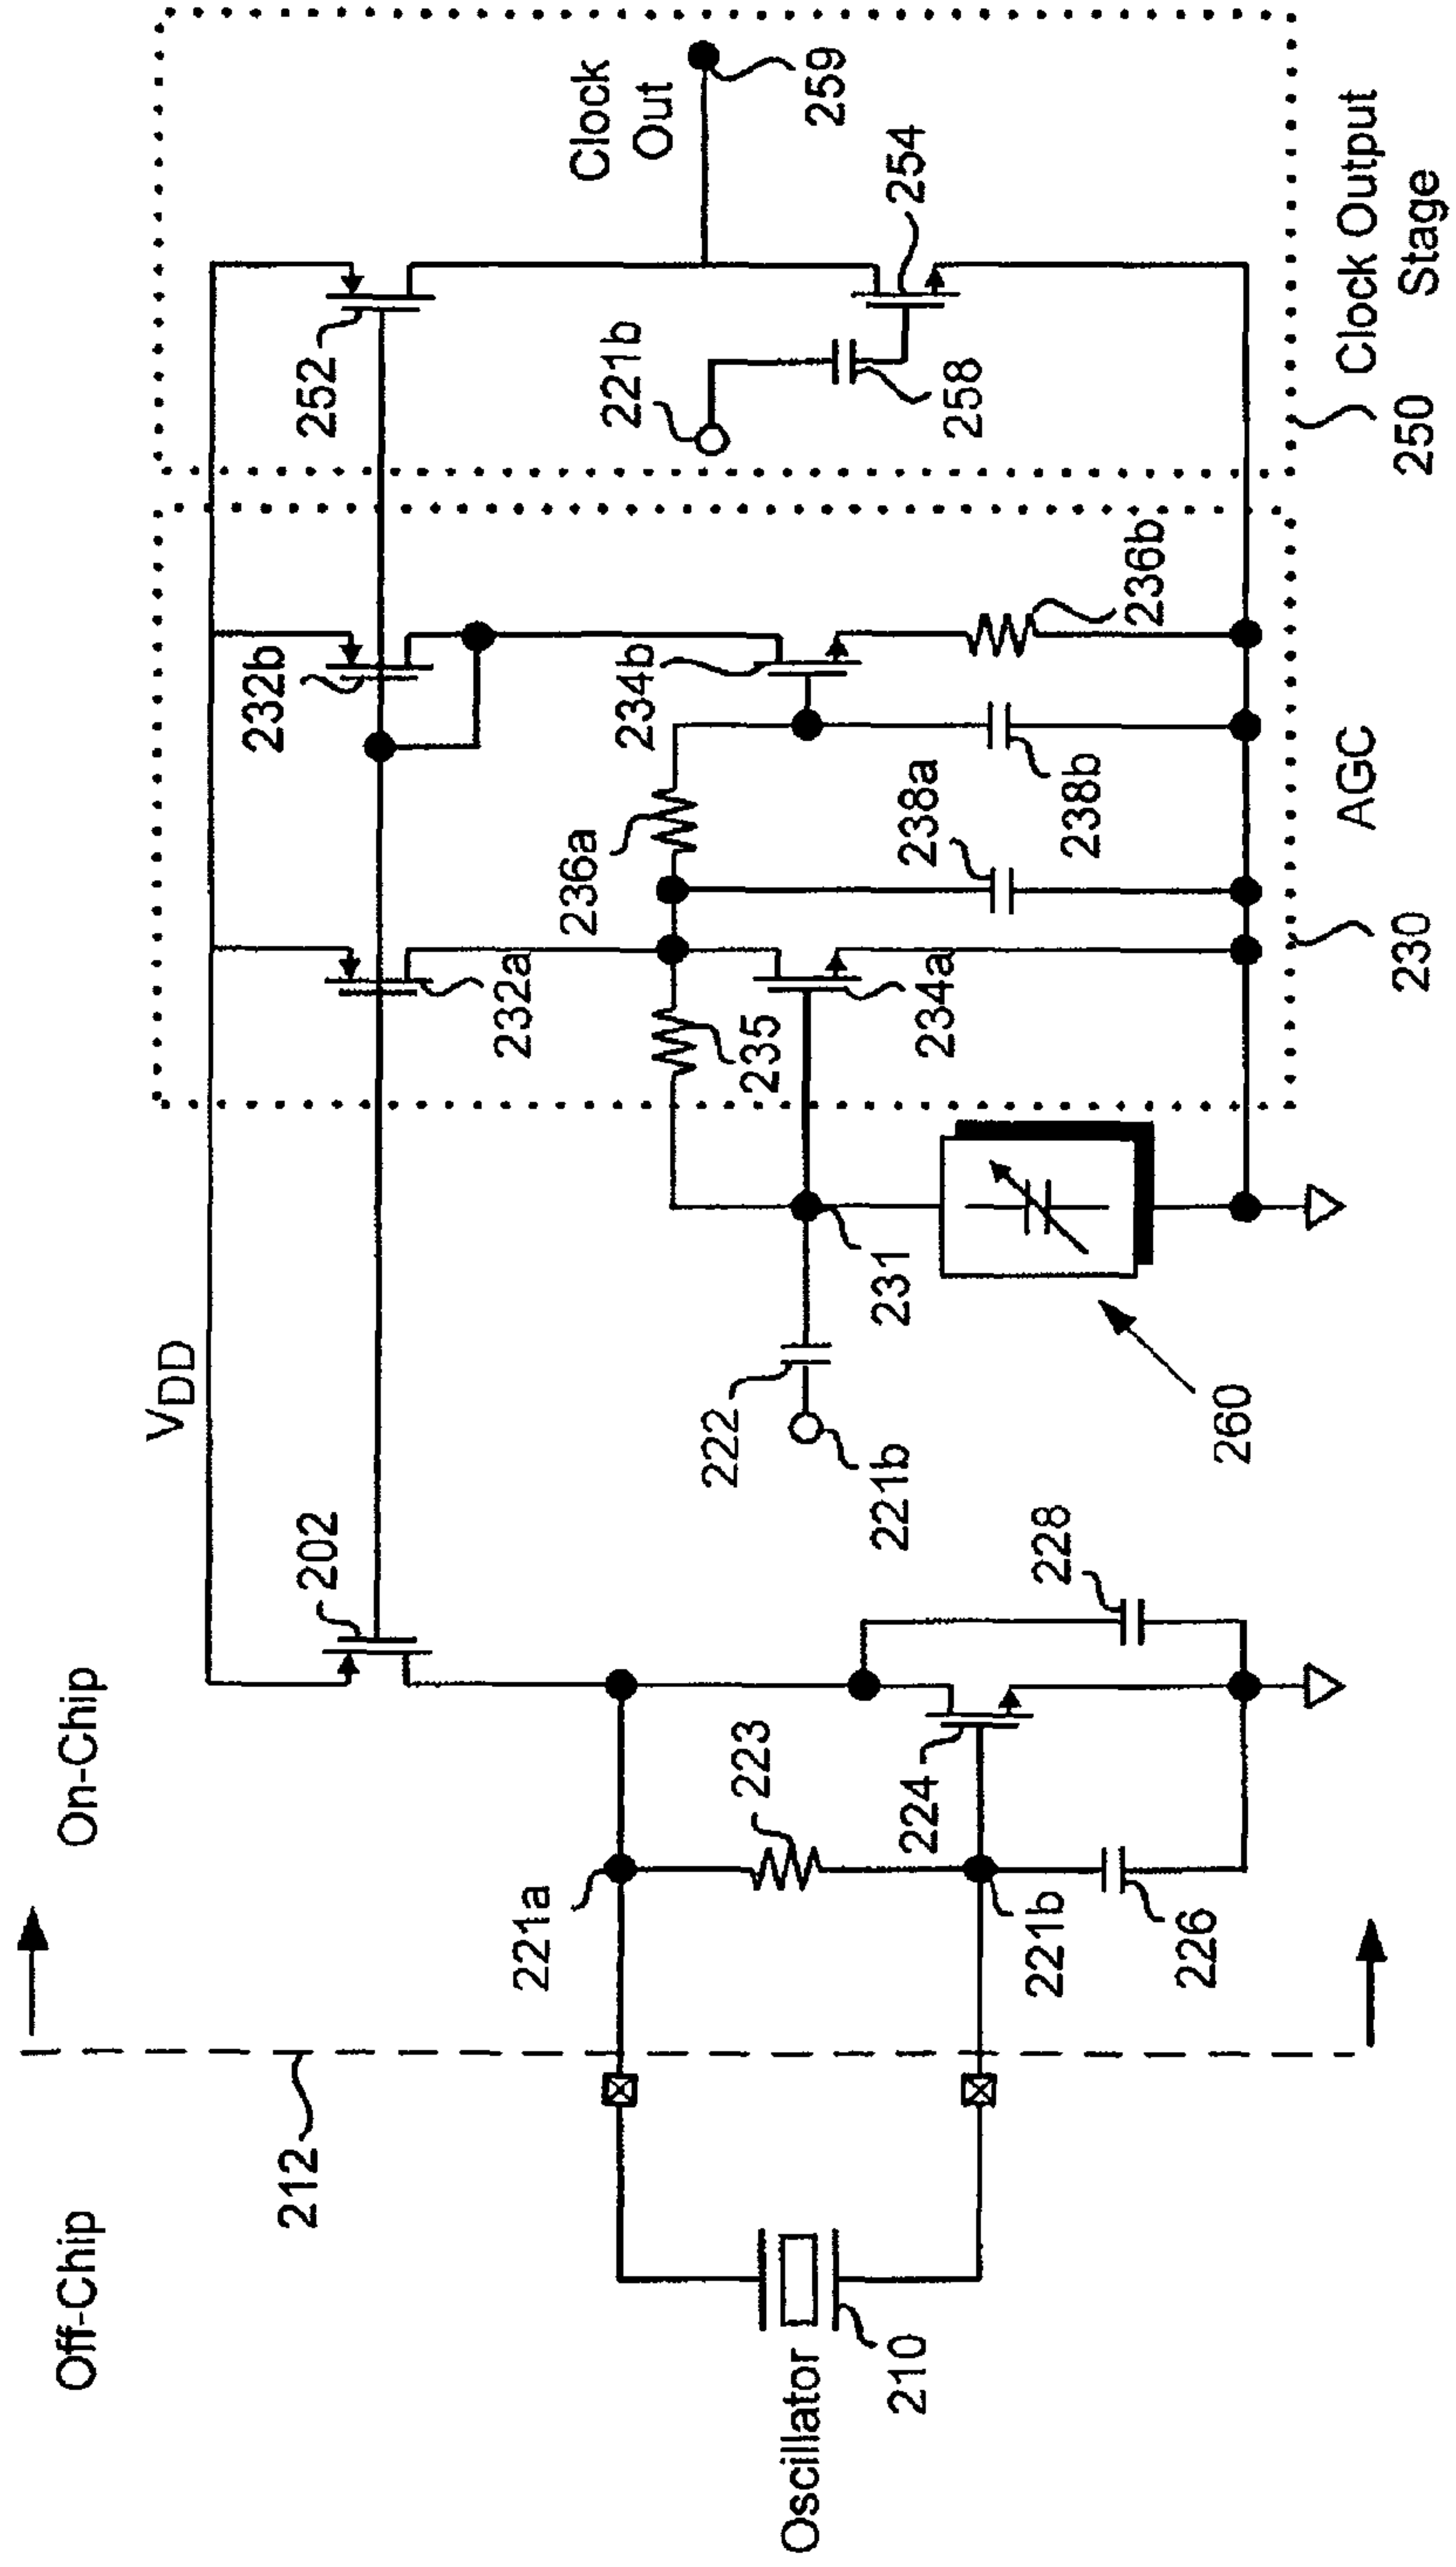 Off-Chip
On-Chip
212
VDD
202
232a
232b
252
Clock
Out
259
221a
223
221b
224
226
228
Oscillator
210
222
221b
231
260
235
236a
234a
234b
238a
238b
236b
221b
258
254
230
AGC
250
Clock Output
Stage